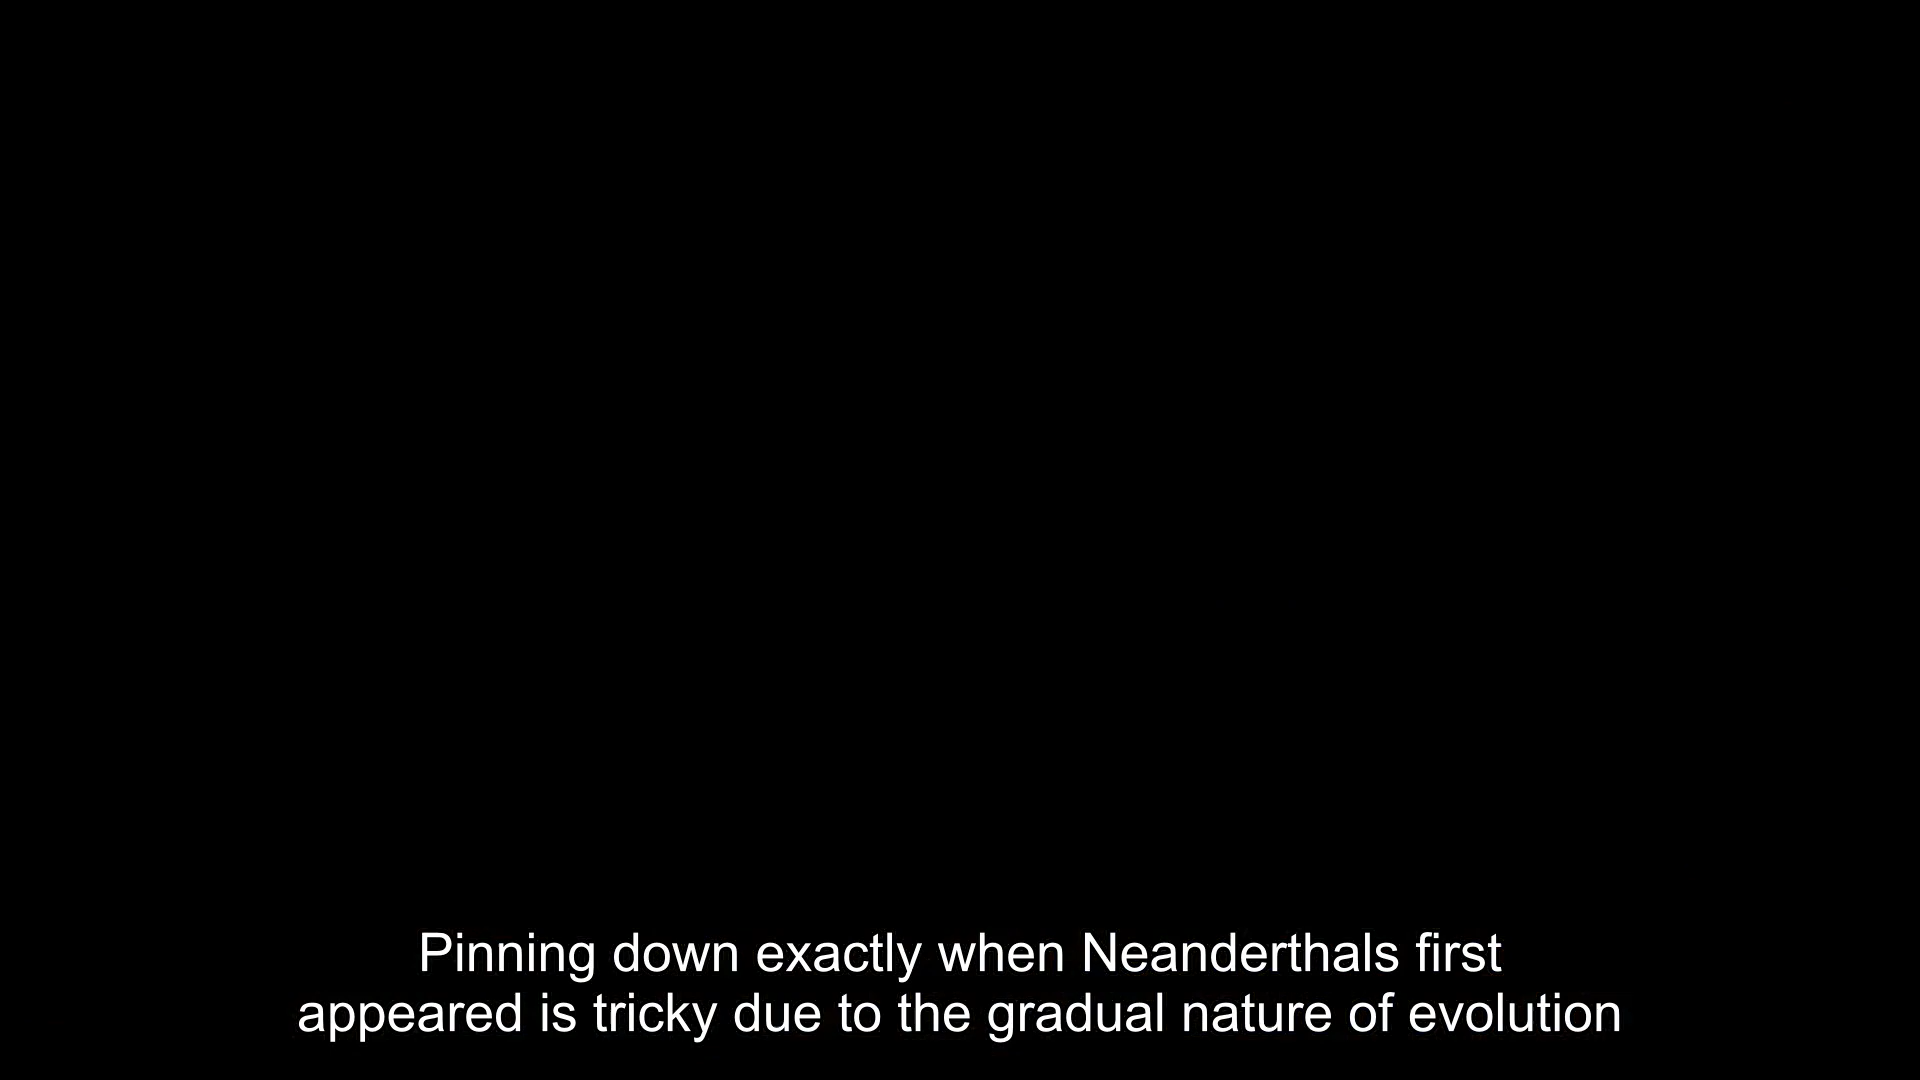 Pinning down exactly when Neanderthals first
appeared is tricky due to the gradual nature of evolution